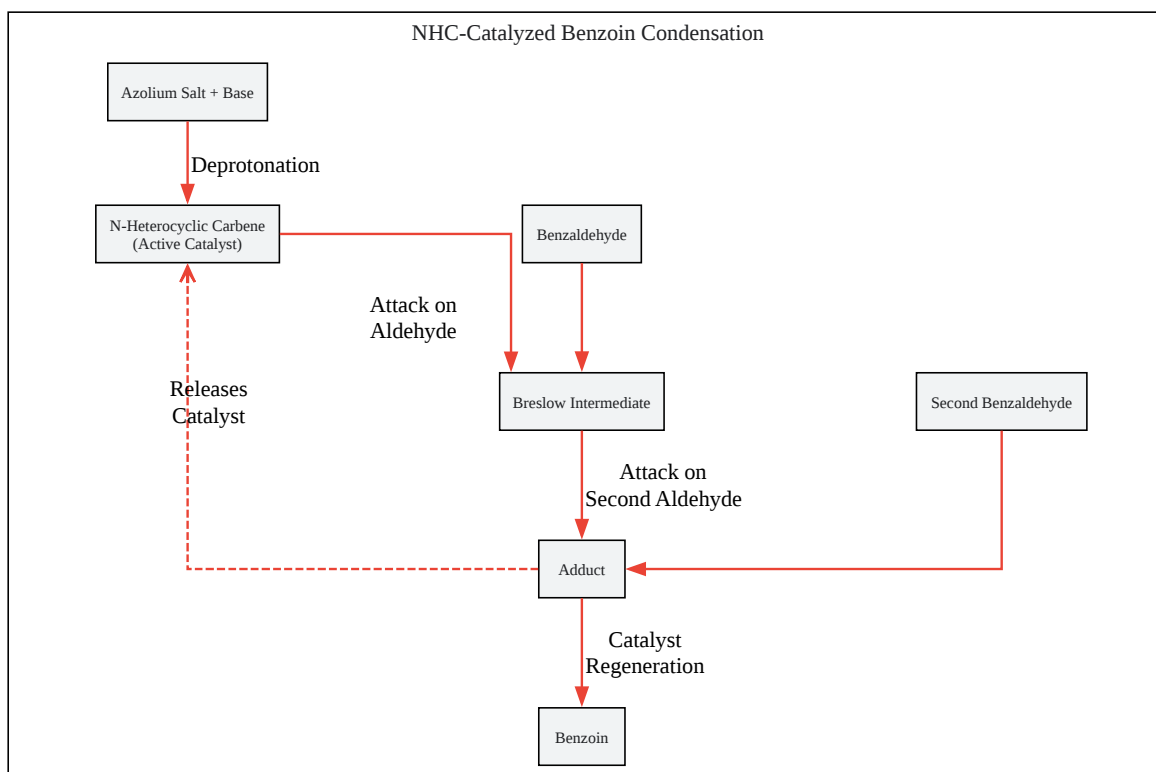 NHC-Catalyzed Benzoin Condensation
Azolium Salt + Base
Deprotonation
N-Heterocyclic Carbene
(Active Catalyst)
Benzaldehyde
Attack on
Aldehyde
Releases
Catalyst
Breslow Intermediate
Second Benzaldehyde
Attack on
Second Aldehyde
Adduct
Catalyst
Regeneration
Benzoin